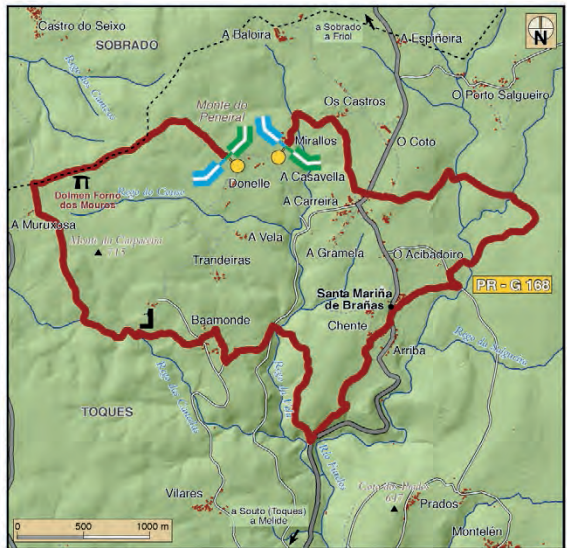 Castro do Seixo
SOBRADO
A Baloira
a Sobrado
a Friol
A Espiñeira
N
O Porto Salgueiro
Os Castros
Monte do
Peneiral
Mirallos
O Coto
Donelle
A Casavella
Dolmen Forno
dos Mouros
A Carreira
A Muruxosa
A Vela
A Gramela
O Acibadoiro
Trandeiras
PR - G 168
Santa Mariña
de Brañas
Baamonde
Chente
Arriba
TOQUES
Vilares
a Souto (Toques)
a Melide
Prados
Montelén
0 500 1000 m